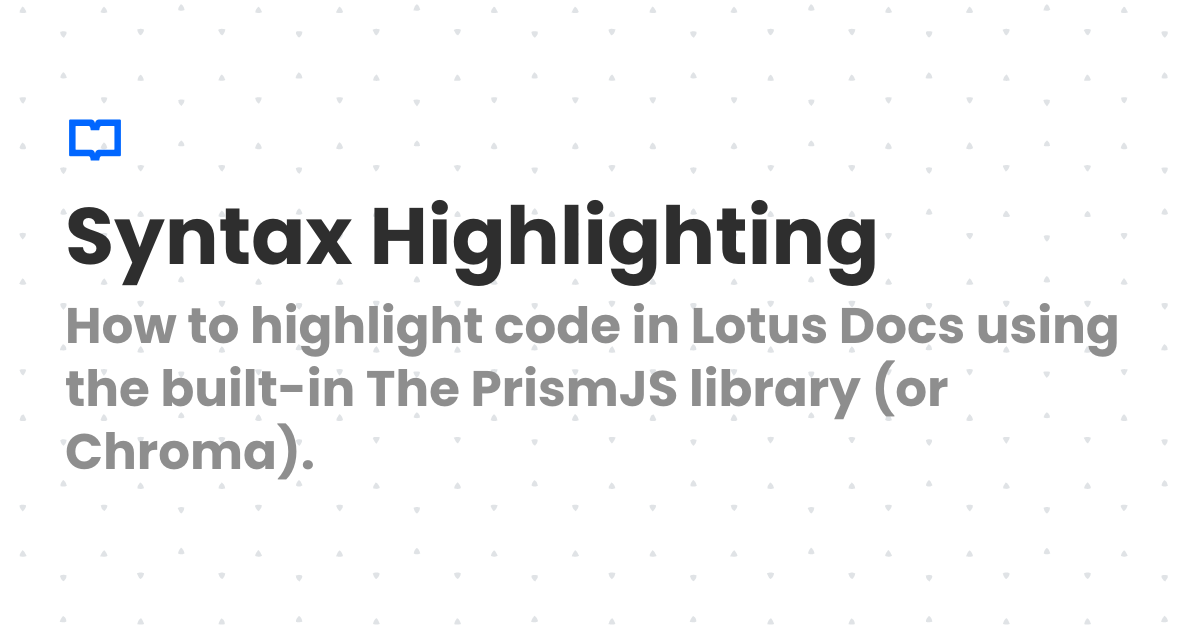 Syntax Highlighting
How to highlight code in Lotus Docs using
the built-in The PrismJS library (or
Chroma).